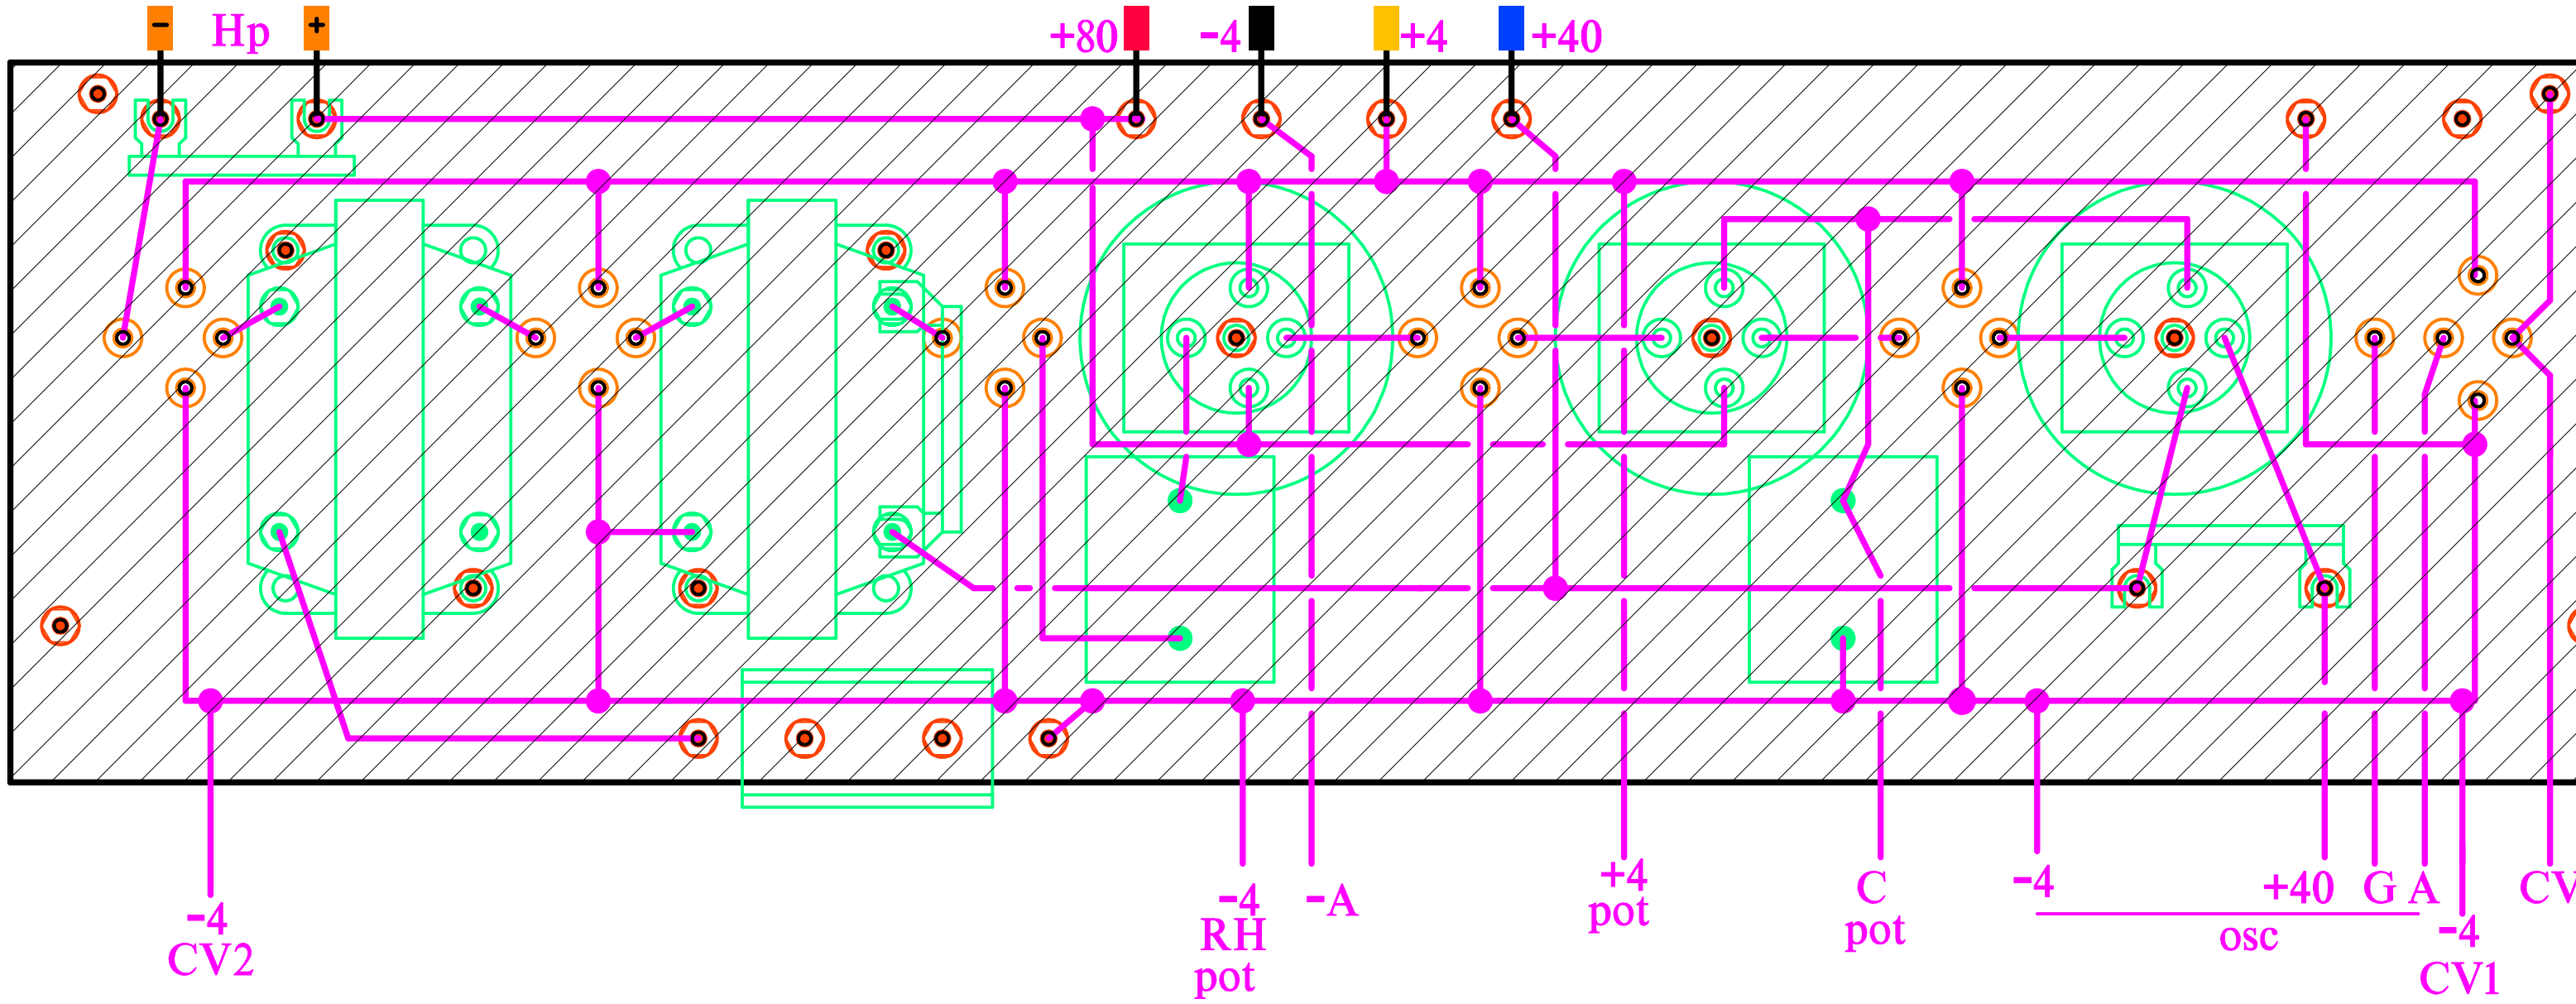 − Hp +
+80 -4 +4 +40
-4
CV2
-4
RH
pot
-A
+4
pot
C
pot
-4 +40 G A
osc
-4
CV1
CV